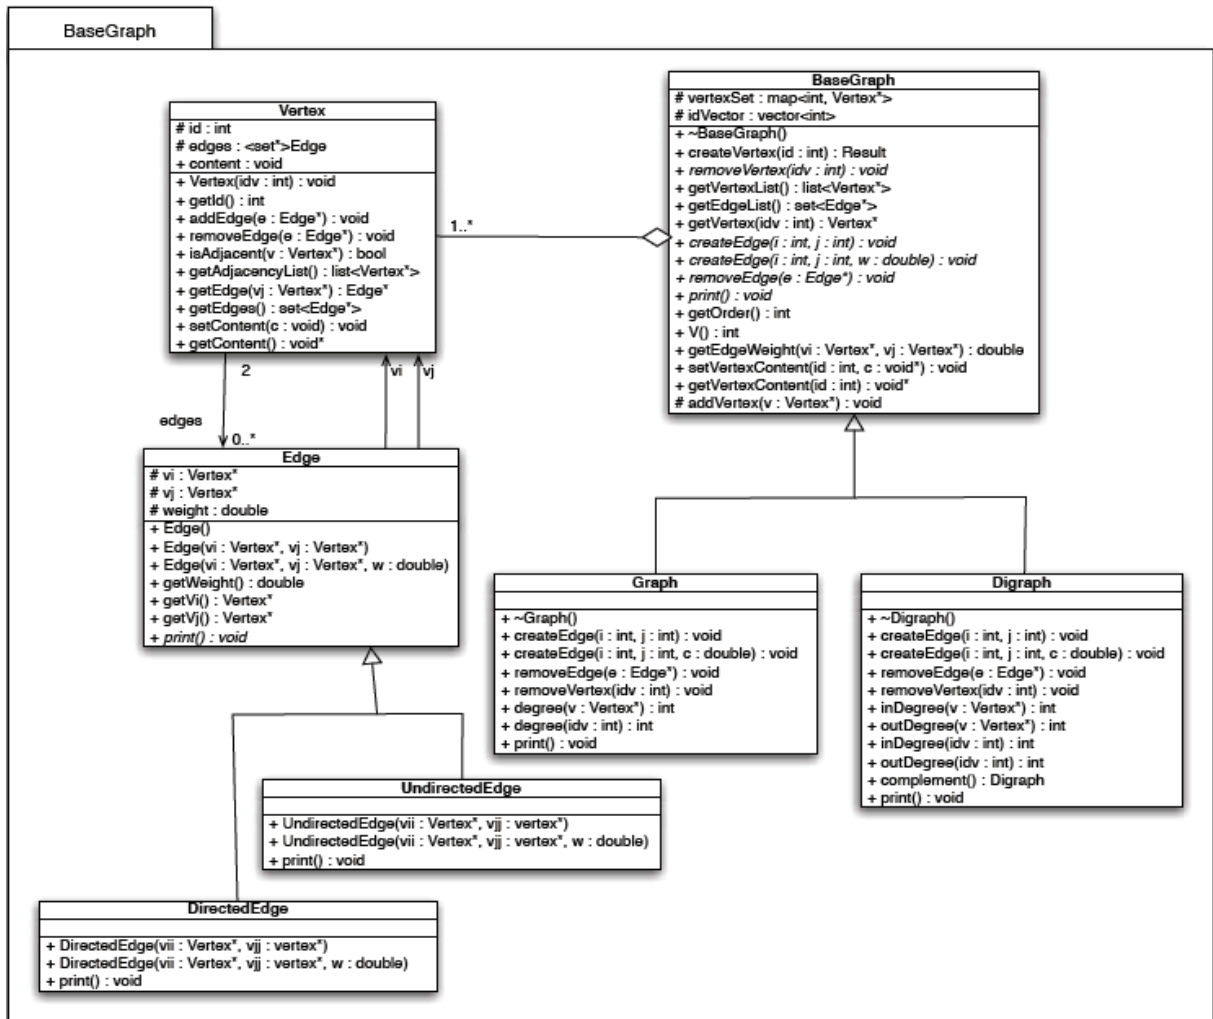 BaseGraph
Vertex
# id : int
# edges : <set*>Edge
+ content : void
+ Vertex(idv : int) : void
+ getId() : int
+ addEdge(e : Edge*) : void
+ removeEdge(e : Edge*) : void
+ isAdjacent(v : Vertex*) : bool
+ getAdjacencyList() : list<Vertex*>
+ getEdge(vj : Vertex*) : Edge*
+ getEdges() : set<Edge*>
+ setContent(c : void) : void
+ getContent() : void*
1..*
BaseGraph
# vertexSet : map<int, Vertex*>
# idVector : vector<int>
+ ~BaseGraph()
+ createVertex(id : int) : Result
+ removeVertex(idv : int) : void
+ getVertexList() : list<Vertex*>
+ getEdgeList() : set<Edge*>
+ getVertex(idv : int) : Vertex*
+ createEdge(i : int, j : int) : void
+ createEdge(i : int, j : int, w : double) : void
+ removeEdge(e : Edge*) : void
+ print() : void
+ getOrder() : int
+ V() : int
+ getEdgeWeight(vi : Vertex*, vj : Vertex*) : double
+ setVertexContent(id : int, c : void*) : void
+ getVertexContent(id : int) : void*
# addVertex(v : Vertex*) : void
2
vi
vj
edges
0..*
Edge
# vi : Vertex*
# vj : Vertex*
# weight : double
+ Edge()
+ Edge(vi : Vertex*, vj : Vertex*)
+ Edge(vi : Vertex*, vj : Vertex*, w : double)
+ getWeight() : double
+ getVi() : Vertex*
+ getVj() : Vertex*
+ print() : void
Graph
+ ~Graph()
+ createEdge(i : int, j : int) : void
+ createEdge(i : int, j : int, c : double) : void
+ removeEdge(e : Edge*) : void
+ removeVertex(idv : int) : void
+ degree(v : Vertex*) : int
+ degree(idv : int) : int
+ print() : void
Digraph
+ ~Digraph()
+ createEdge(i : int, j : int) : void
+ createEdge(i : int, j : int, c : double) : void
+ removeEdge(e : Edge*) : void
+ removeVertex(idv : int) : void
+ inDegree(v : Vertex*) : int
+ outDegree(v : Vertex*) : int
+ inDegree(idv : int) : int
+ outDegree(idv : int) : int
+ complement() : Digraph
+ print() : void
UndirectedEdge
+ UndirectedEdge(vii : Vertex*, vjj : vertex*)
+ UndirectedEdge(vii : Vertex*, vjj : vertex*, w : double)
+ print() : void
DirectedEdge
+ DirectedEdge(vii : Vertex*, vjj : vertex*)
+ DirectedEdge(vii : Vertex*, vjj : vertex*, w : double)
+ print() : void